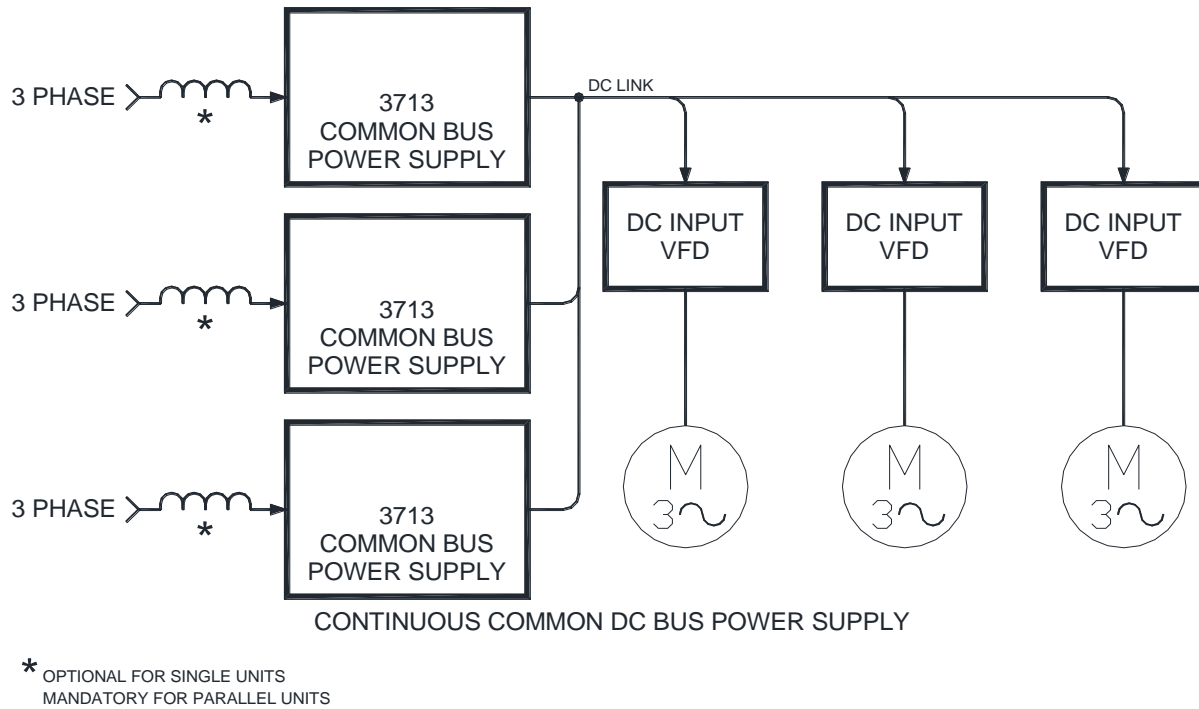 3 PHASE
*
3713
COMMON BUS
POWER SUPPLY
DC LINK
DC INPUT
VFD
DC INPUT
VFD
DC INPUT
VFD
3 PHASE
*
3713
COMMON BUS
POWER SUPPLY
3 PHASE
*
3713
COMMON BUS
POWER SUPPLY
M
3～
M
3～
M
3～
CONTINUOUS COMMON DC BUS POWER SUPPLY
* OPTIONAL FOR SINGLE UNITS
MANDATORY FOR PARALLEL UNITS